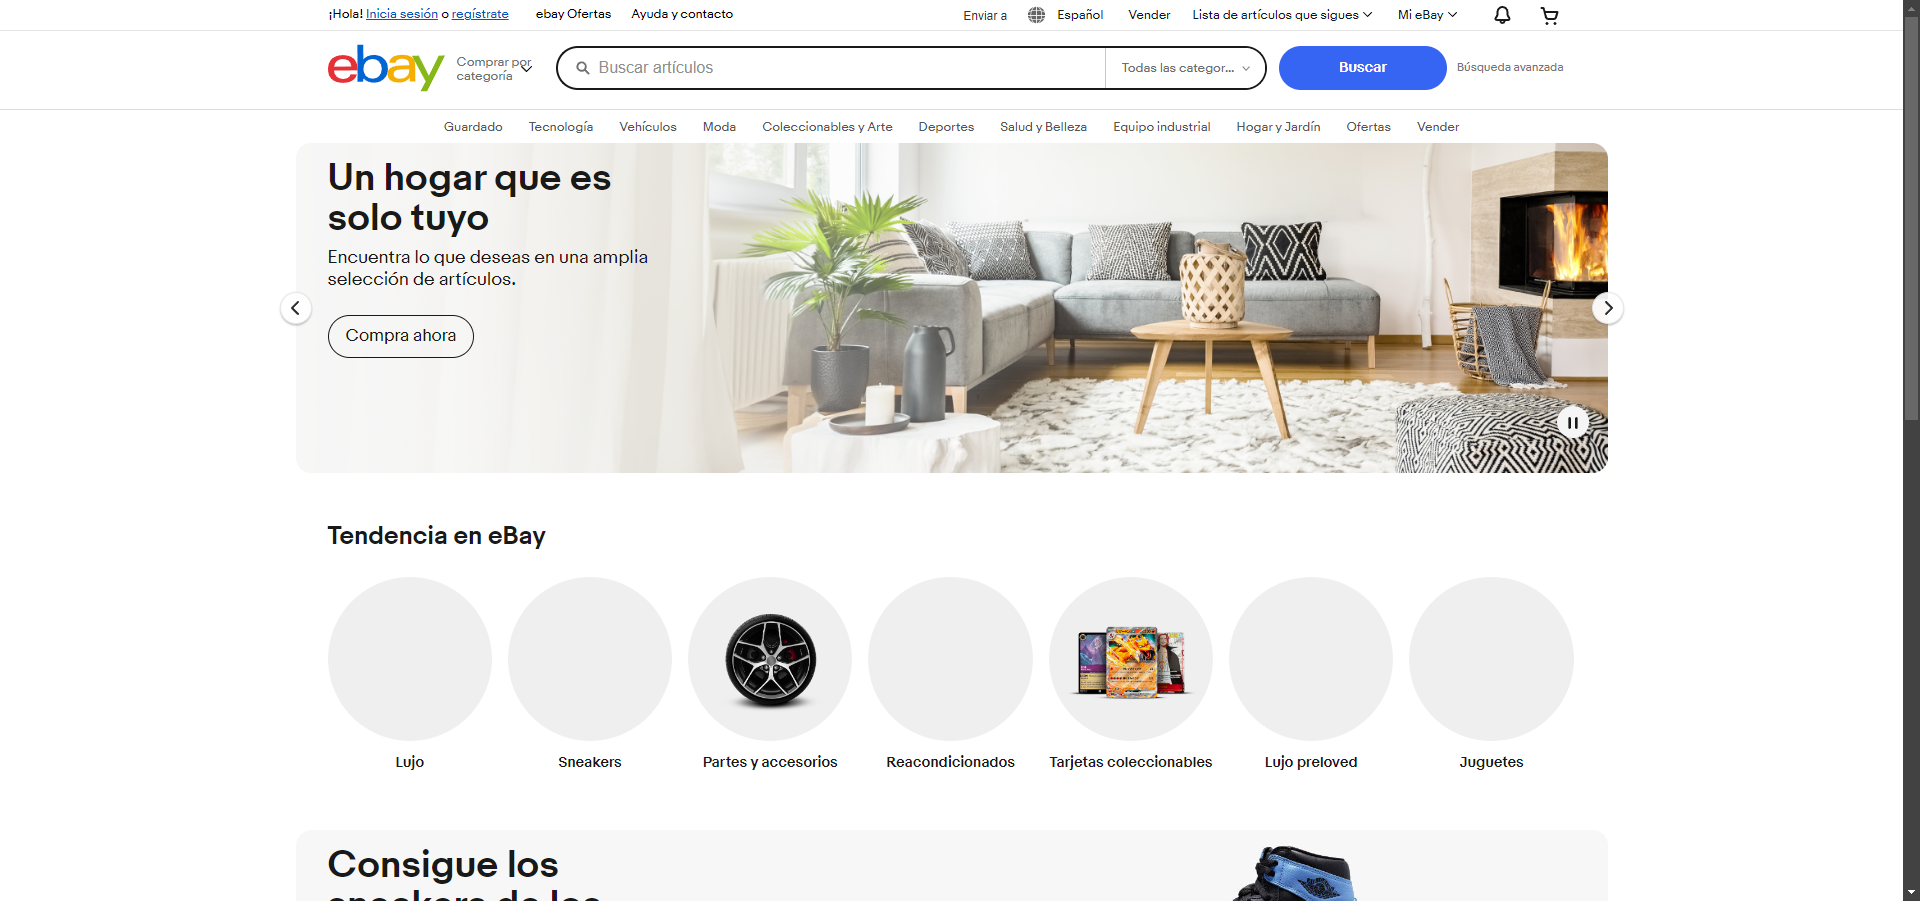 ¡Hola! Inicia sesión o regístrate
ebay Ofertas
Ayuda y contacto
Enviar a
Español
Vender
Lista de artículos que sigues
Mi eBay
ebay
Comprar por
categoría
Buscar artículos
Todas las categor...
Buscar
Búsqueda avanzada
Guardado
Tecnología
Vehículos
Moda
Coleccionables y Arte
Deportes
Salud y Belleza
Equipo industrial
Hogar y Jardín
Ofertas
Vender
Un hogar que es
solo tuyo
Encuentra lo que deseas en una amplia
selección de artículos.
Compra ahora
Tendencia en eBay
Lujo
Sneakers
Partes y accesorios
Reacondicionados
Tarjetas coleccionables
Lujo preloved
Juguetes
Consigue los
sneakers de los